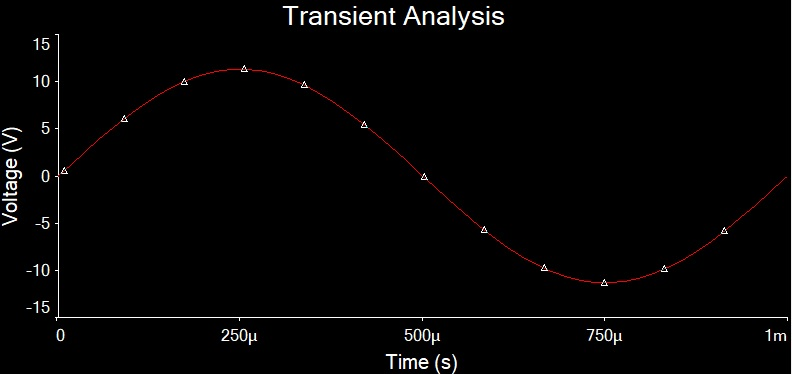 Transient Analysis
15
10
5
0
-5
-10
-15
Voltage (V)
0 250µ 500µ 750µ 1m
Time (s)